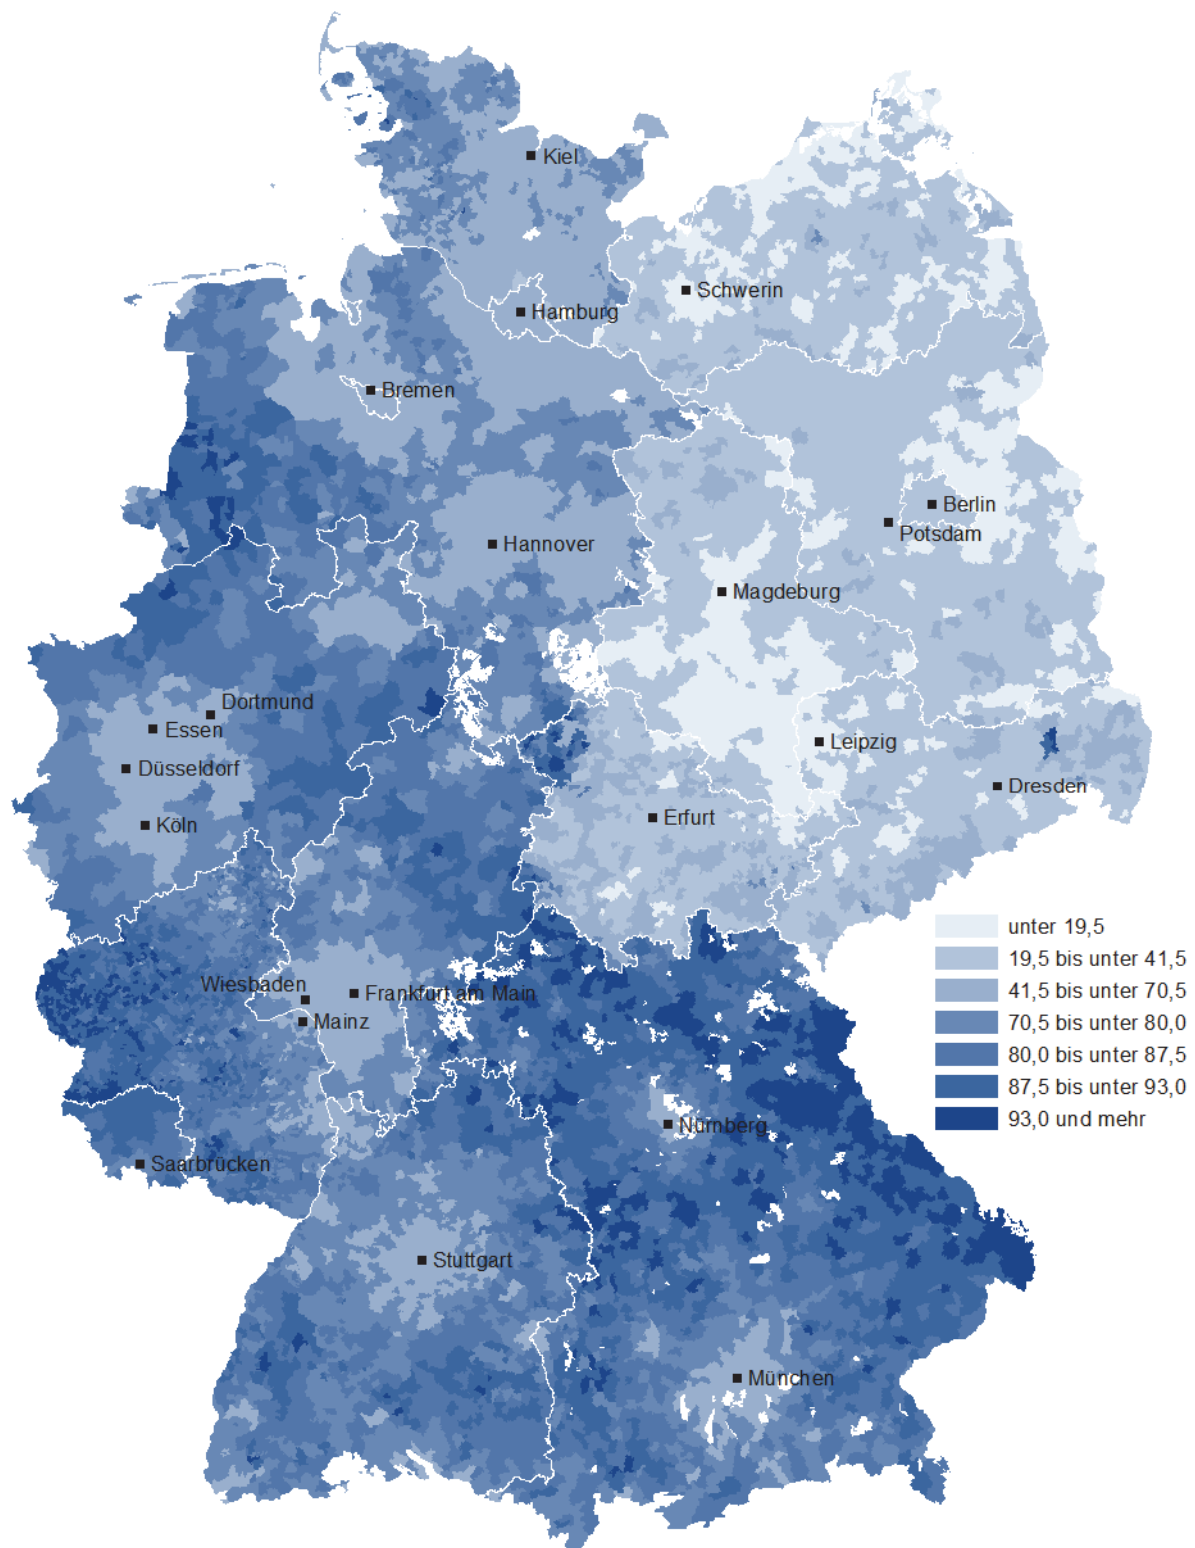 Kiel
Schwerin
Hamburg
Bremen
Berlin
Potsdam
Hannover
Magdeburg
Dortmund
Essen
Leipzig
Düsseldorf
Dresden
Köln
Erfurt
unter 19,5
19,5 bis unter 41,5
41,5 bis unter 70,5
70,5 bis unter 80,0
80,0 bis unter 87,5
87,5 bis unter 93,0
93,0 und mehr
Wiesbaden
Frankfurt am Main
Mainz
Nürnberg
Saarbrücken
Stuttgart
München